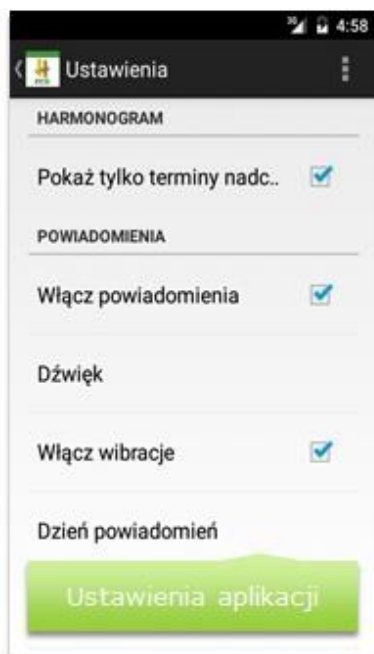 4:58
Ustawienia
HARMONOGRAM
Pokaż tylko terminy nadc..
POWIADOMIENIA
Włącz powiadomienia
Dźwięk
Włącz wibracje
Dzień powiadomień
Ustawienia aplikacji